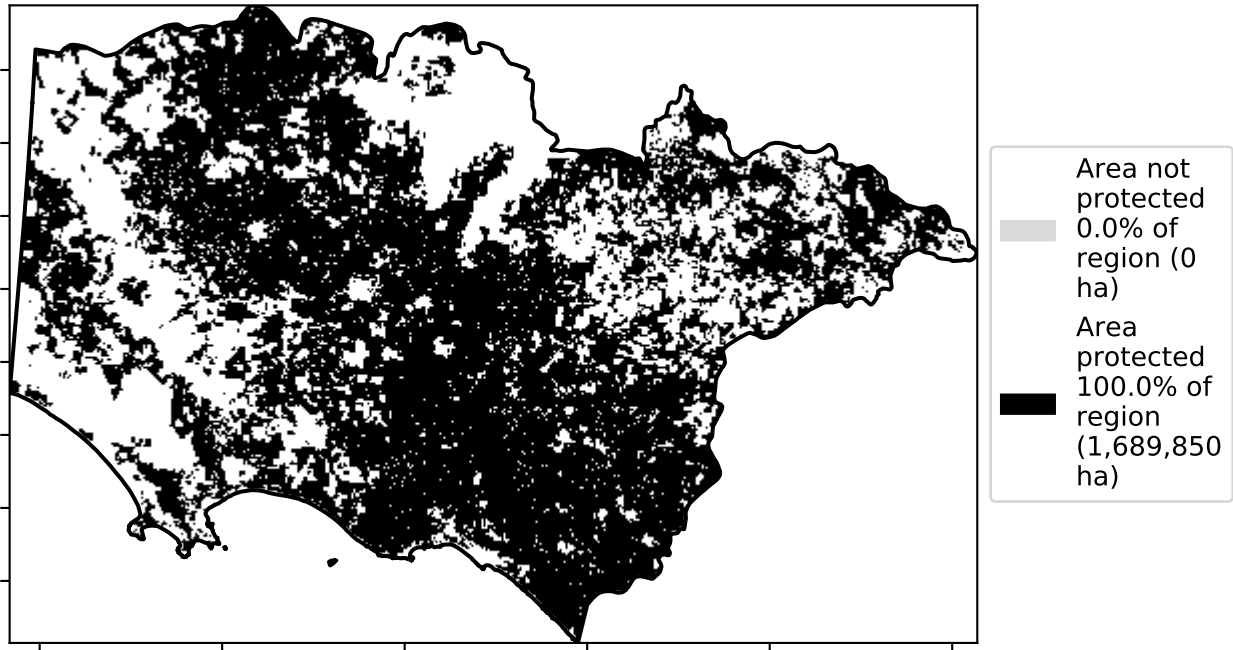 Area not
protected
0.0% of
region (0
ha)
Area
protected
100.0% of
region
(1,689,850
ha)